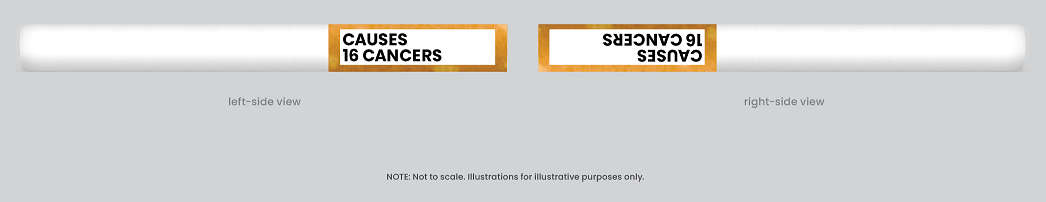 CAUSES
16 CANCERS
CAUSES
16 CANCERS
left-side view
right-side view
NOTE: Not to scale. Illustrations for illustrative purposes only.